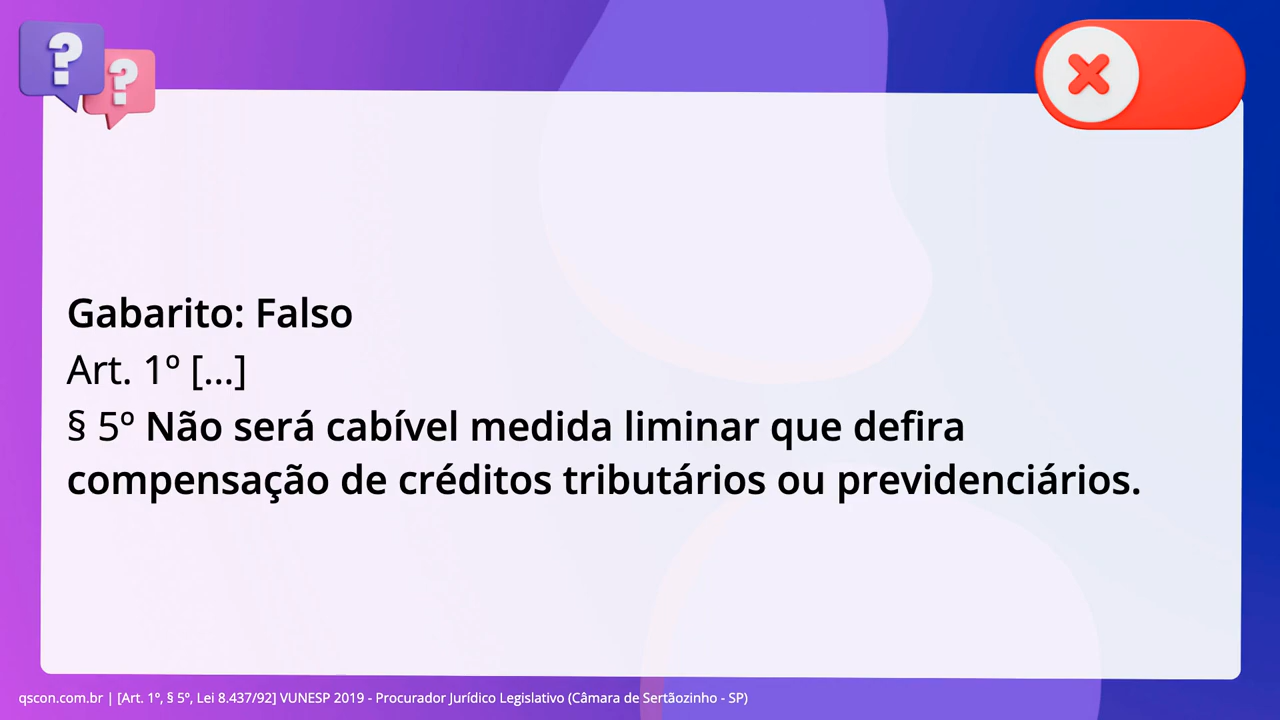 Gabarito: Falso
Art. 1º [...]
§ 5º Não será cabível medida liminar que defira
compensação de créditos tributários ou previdenciários.
qscon.com.br | [Art. 1º, § 5º, Lei 8.437/92] VUNESP 2019 - Procurador Jurídico Legislativo (Câmara de Sertãozinho - SP)